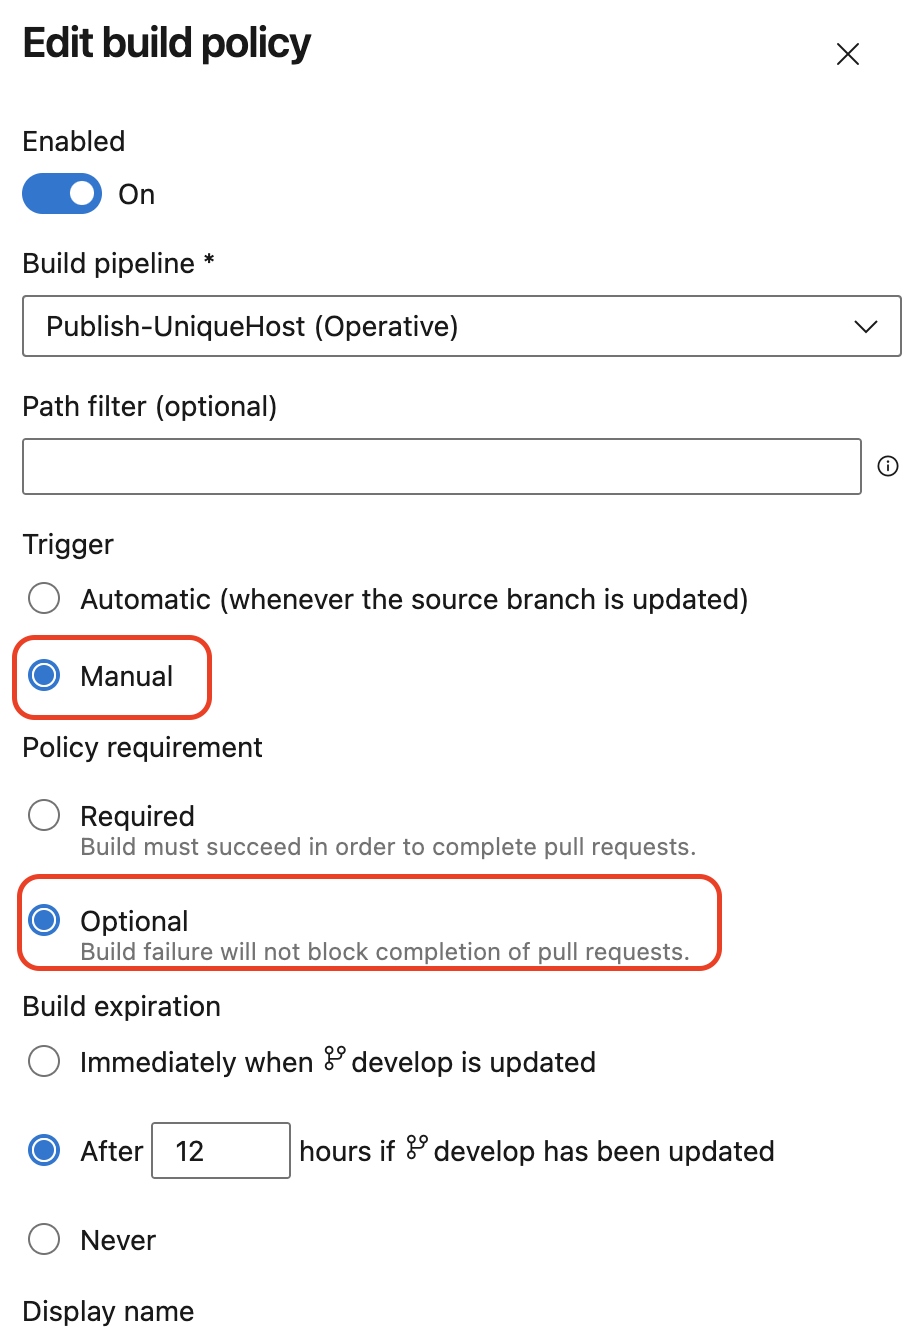 Edit build policy
Enabled
On
Build pipeline *
Publish-UniqueHost (Operative)
Path filter (optional)
Trigger
Automatic (whenever the source branch is updated)
Manual
Policy requirement
Required
Build must succeed in order to complete pull requests.
Optional
Build failure will not block completion of pull requests.
Build expiration
Immediately when develop is updated
After 12 hours if develop has been updated
Never
Display name